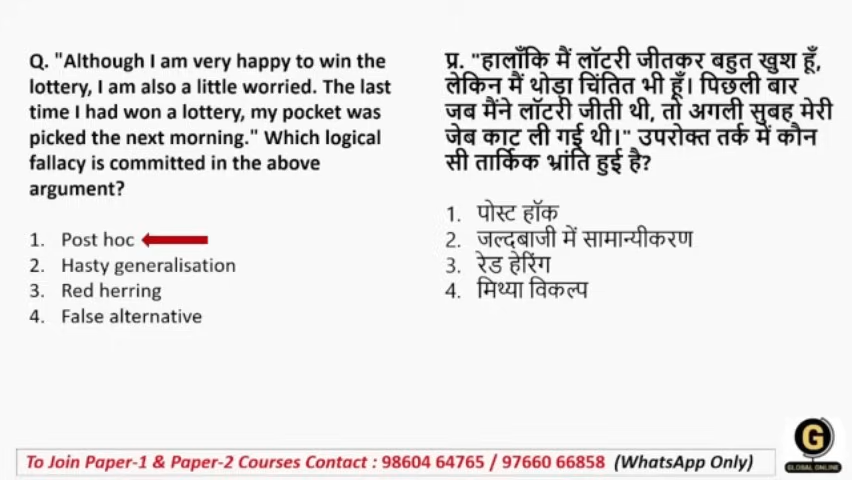 Q. "Although I am very happy to win the
lottery, I am also a little worried. The last
time I had won a lottery, my pocket was
picked the next morning." Which logical
fallacy is committed in the above
argument?
1. Post hoc
2. Hasty generalisation
3. Red herring
4. False alternative
प्र. "हालाँकि मैं लॉटरी जीतकर बहुत खुश हूँ,
लेकिन मैं थोड़ा चिंतित भी हूँ। पिछली बार
जब मैंने लॉटरी जीती थी, तो अगली सुबह मेरी
जेब काट ली गई थी।" उपरोक्त तर्क में कौन
सी तार्किक भ्रांति हुई है?
1. पोस्ट हॉक
2. जल्दबाजी में सामान्यीकरण
3. रेड हेरिंग
4. मिथ्या विकल्प
To Join Paper-1 & Paper-2 Courses Contact : 98604 64765 / 97660 66858 (WhatsApp Only)
G
GLOBAL ONLINE